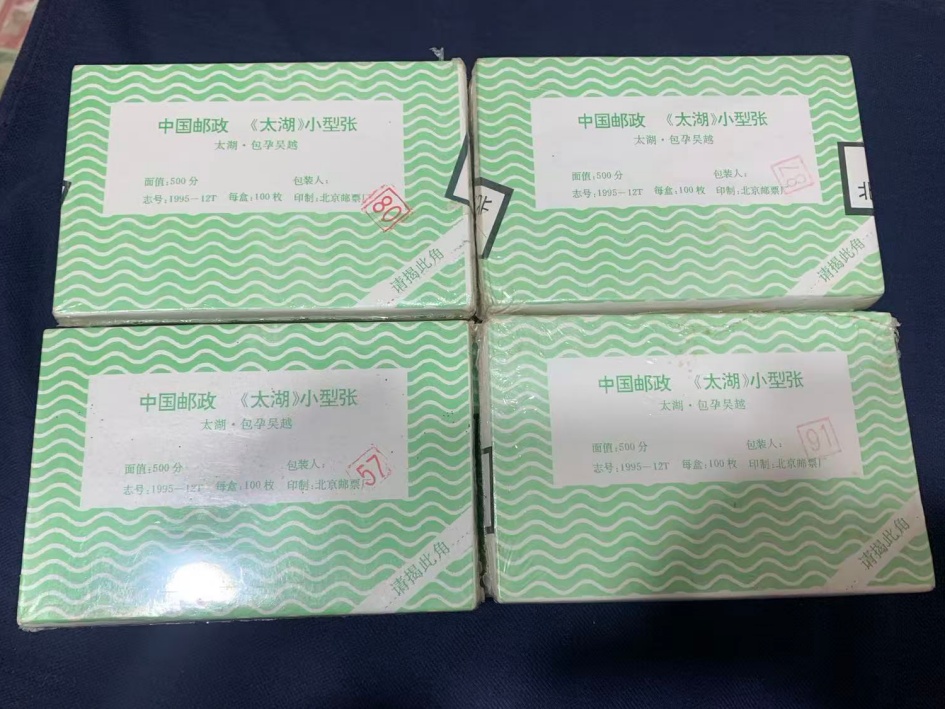 中国邮政 《太湖》小型张
太湖·包孕吴越
面值:500分 包装人:
志号:1995—12T 每盒:100枚 印制:北京邮票厂
80
请揭此角
北
中国邮政 《太湖》小型张
太湖·包孕吴越
面值:500分 包装人:
志号:1995—12T 每盒:100枚 印制:北京邮票厂
请揭此角
北
中国邮政 《太湖》小型张
太湖·包孕吴越
面值:500分 包装人:
志号:1995—12T 每盒:100枚 印制:北京邮票厂
57
请揭此角
中国邮政 《太湖》小型张
太湖·包孕吴越
面值:500分 包装人:
志号:1995—12T 每盒:100枚 印制:北京邮票厂
91
请揭此角